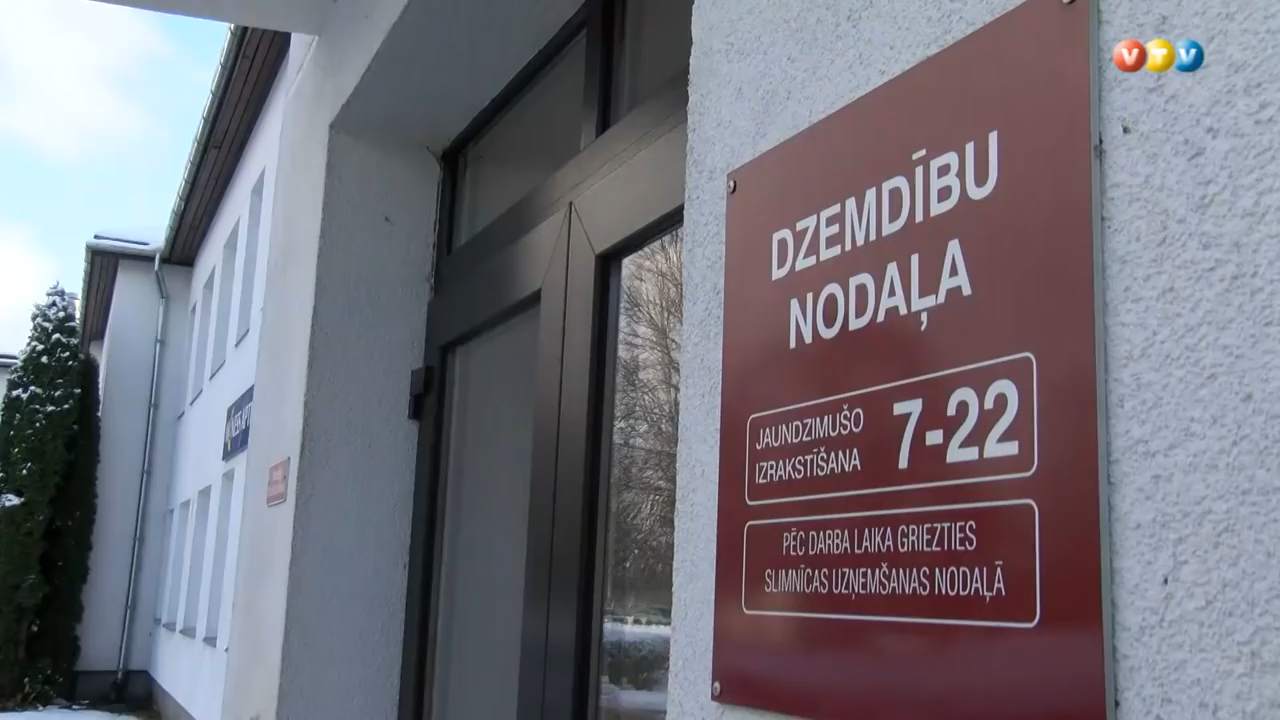 VTV
DZEMDĪBU
NODAĻA
JAUNDZIMUŠO
IZRAKSTĪŠANA
7-22
PĒC DARBA LAIKA GRIEZTIES
SLIMNĪCAS UZŅEMŠANAS NODAĻĀ